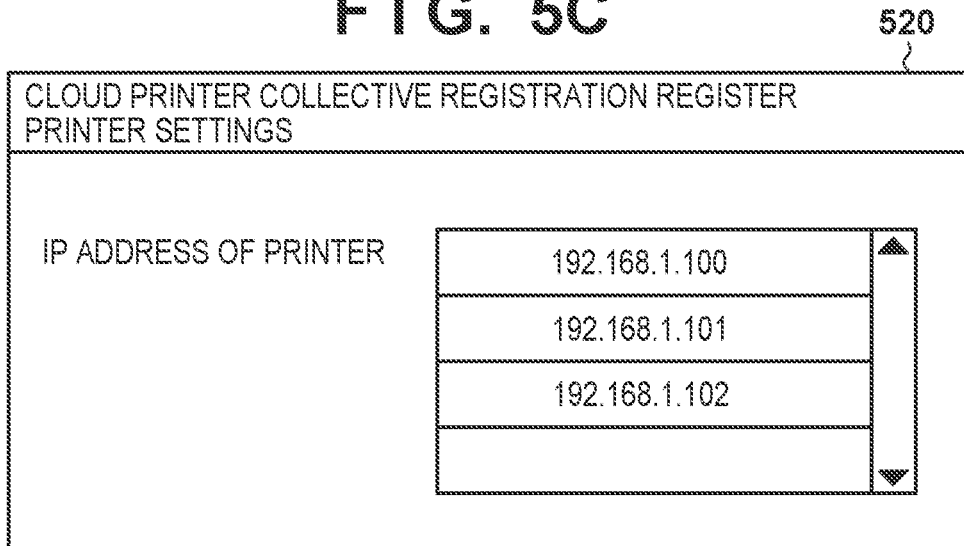 FIG. 5C
520
CLOUD PRINTER COLLECTIVE REGISTRATION REGISTER
PRINTER SETTINGS
IP ADDRESS OF PRINTER
192.168.1.100
192.168.1.101
192.168.1.102